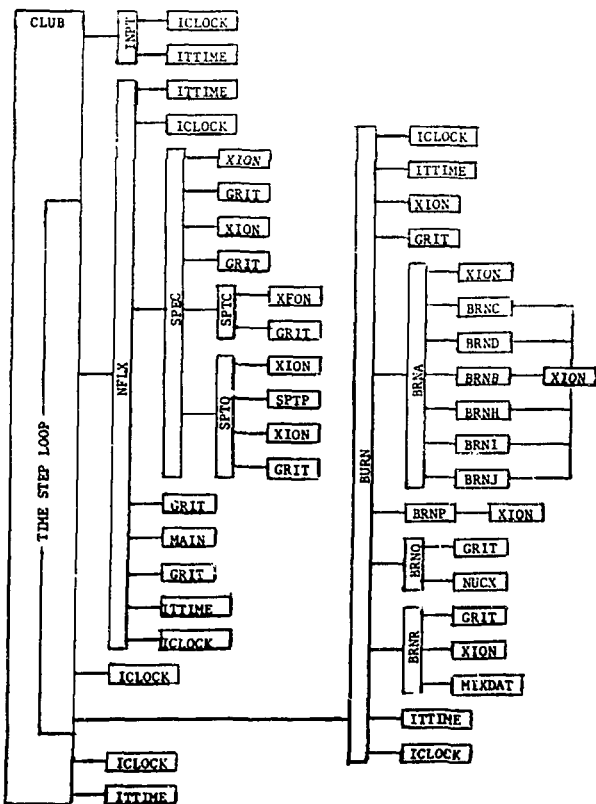 CLUB
INPT
ICLOCK
ITTIME
TIME STEP LOOP
NFLX
ITTIME
ICLOCK
SPEC
XION
GRIT
XION
GRIT
SPTC
XFON
GRIT
SPTQ
XION
SPTP
XION
GRIT
GRIT
MAIN
GRIT
ITTIME
ICLOCK
ICLOCK
BURN
ICLOCK
ITTIME
XION
GRIT
BRNA
XION
BRNC
BRND
BRNB
XION
BRNH
BRNI
BRNJ
BRNP
XION
BRNQ
GRIT
NUCX
BRNR
GRIT
XION
MIXDAT
ITTIME
ICLOCK
ICLOCK
ITTIME